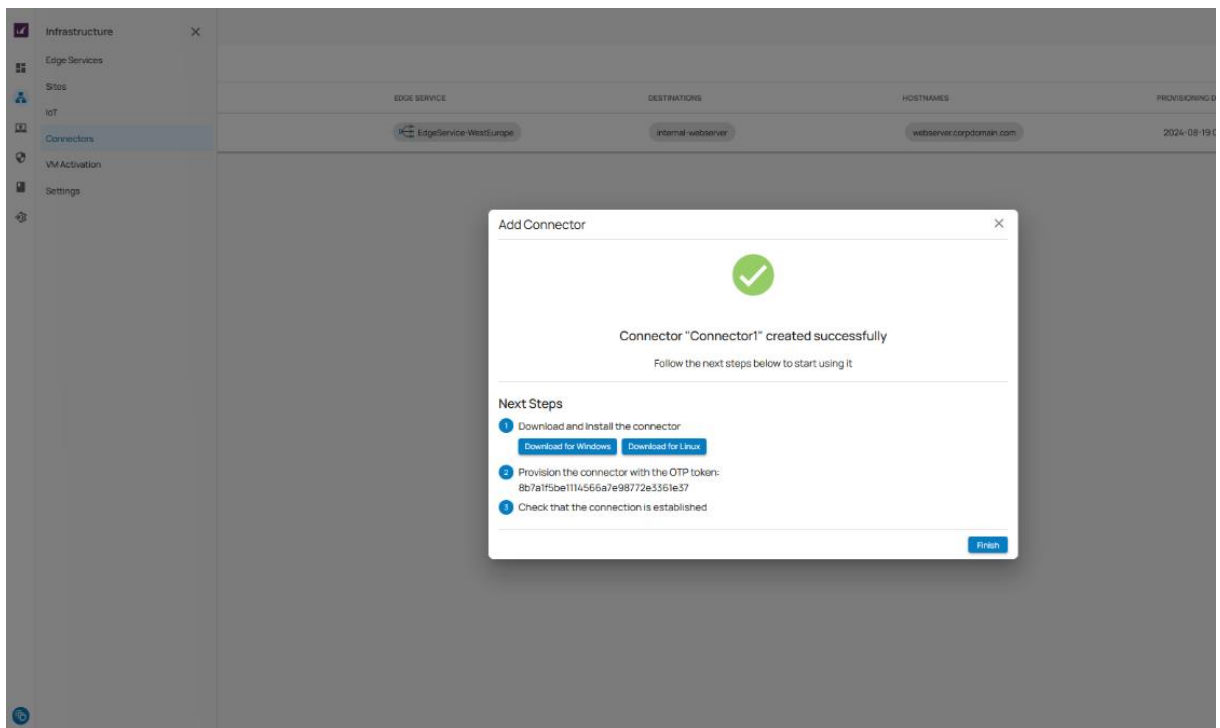 Infrastructure
Edge Services
Sites
IoT
Connectors
VM Activation
Settings
EDGE SERVICE DESTINATIONS HOSTNAMES PROVISIONING D
EdgeService-WestEurope internal-webserver webserver.corpdomain.com 2024-08-19 0
Add Connector
Connector "Connector1" created successfully
Follow the next steps below to start using it
Next Steps
1 Download and install the connector
Download for Windows Download for Linux
2 Provision the connector with the OTP token:
8b7a1f5be1114566a7e98772e3361e37
3 Check that the connection is established
Finish